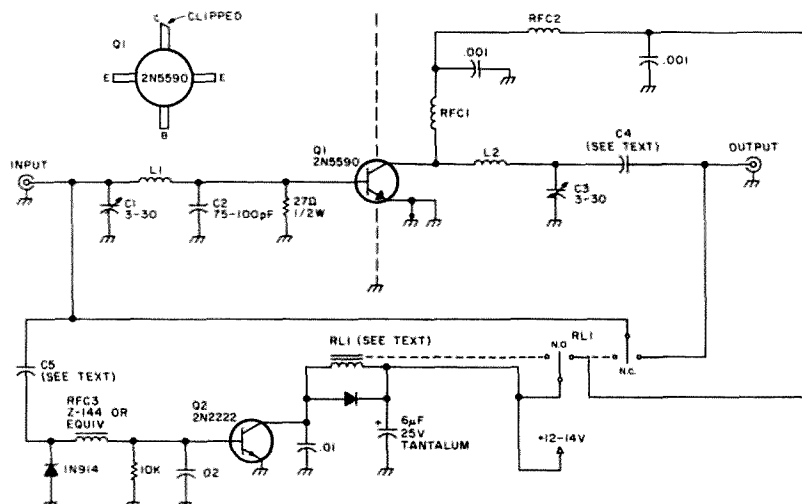 C
CLIPPED
Q1
E
2N5590
E
B
RFC2
.001
.001
RFC1
INPUT
L1
Q1
2N5590
L2
C4
(SEE TEXT)
OUTPUT
C1
3-30
C2
75-100pF
27Ω
1/2W
C3
3-30
C5
(SEE TEXT)
RL1 (SEE TEXT)
N.O
RL1
N.C.
RFC3
Z-144 OR
EQUIV
Q2
2N2222
+
6μF
25V
TANTALUM
+12-14V
1N914
10K
.02
.01